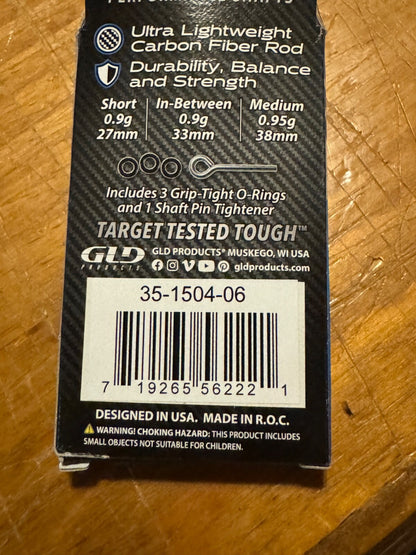 Ultra Lightweight
Carbon Fiber Rod
Durability, Balance
and Strength
Short In-Between Medium
0.9g 0.9g 0.95g
27mm 33mm 38mm
Includes 3 Grip-Tight O-Rings
and 1 Shaft Pin Tightener
TARGET TESTED TOUGH™
GLD PRODUCTS
GLD PRODUCTS® MUSKEGO, WI USA
gldproducts.com
35-1504-06
7 19265 56222 1
DESIGNED IN USA. MADE IN R.O.C.
WARNING! CHOKING HAZARD: THIS PRODUCT INCLUDES
SMALL OBJECTS NOT SUITABLE FOR CHILDREN.